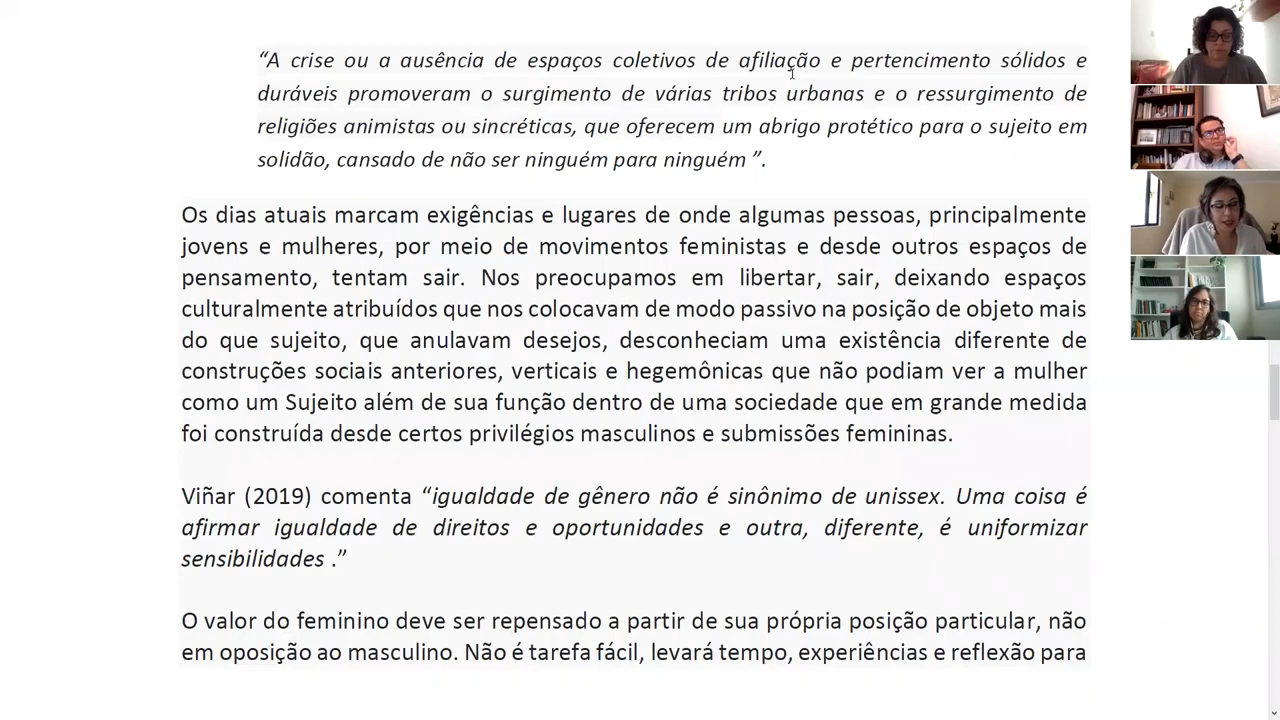 “A crise ou a ausência de espaços coletivos de afiliação e pertencimento sólidos e
duráveis promoveram o surgimento de várias tribos urbanas e o ressurgimento de
religiões animistas ou sincréticas, que oferecem um abrigo protético para o sujeito em
solidão, cansado de não ser ninguém para ninguém ”.
Os dias atuais marcam exigências e lugares de onde algumas pessoas, principalmente
jovens e mulheres, por meio de movimentos feministas e desde outros espaços de
pensamento, tentam sair. Nos preocupamos em libertar, sair, deixando espaços
culturalmente atribuídos que nos colocavam de modo passivo na posição de objeto mais
do que sujeito, que anulavam desejos, desconheciam uma existência diferente de
construções sociais anteriores, verticais e hegemônicas que não podiam ver a mulher
como um Sujeito além de sua função dentro de uma sociedade que em grande medida
foi construída desde certos privilégios masculinos e submissões femininas.
Viñar (2019) comenta “igualdade de gênero não é sinônimo de unissex. Uma coisa é
afirmar igualdade de direitos e oportunidades e outra, diferente, é uniformizar
sensibilidades .”
O valor do feminino deve ser repensado a partir de sua própria posição particular, não
em oposição ao masculino. Não é tarefa fácil, levará tempo, experiências e reflexão para